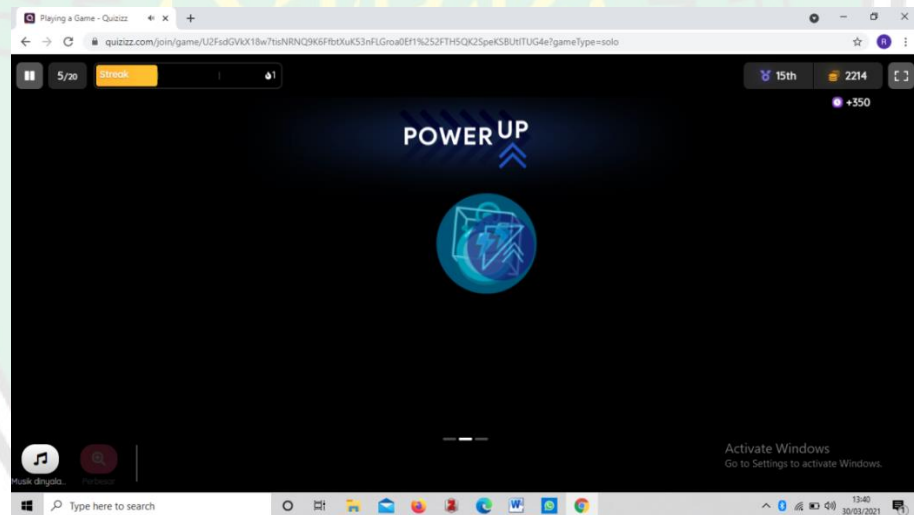 Playing a Game - Quizizz
quizizz.com/join/game/U2FsdGVkX18w7tisNRNQ9K6FfbtXuK53nFLGroa0Ef1%252FTH5QK2SpeKSBUtlTUG4e?gameType=solo
R
5/20
Streak
1
15th
2214
+350
POWER UP
Musik dinyala..
Perbesar
Activate Windows
Go to Settings to activate Windows.
Type here to search
13:40
30/03/2021